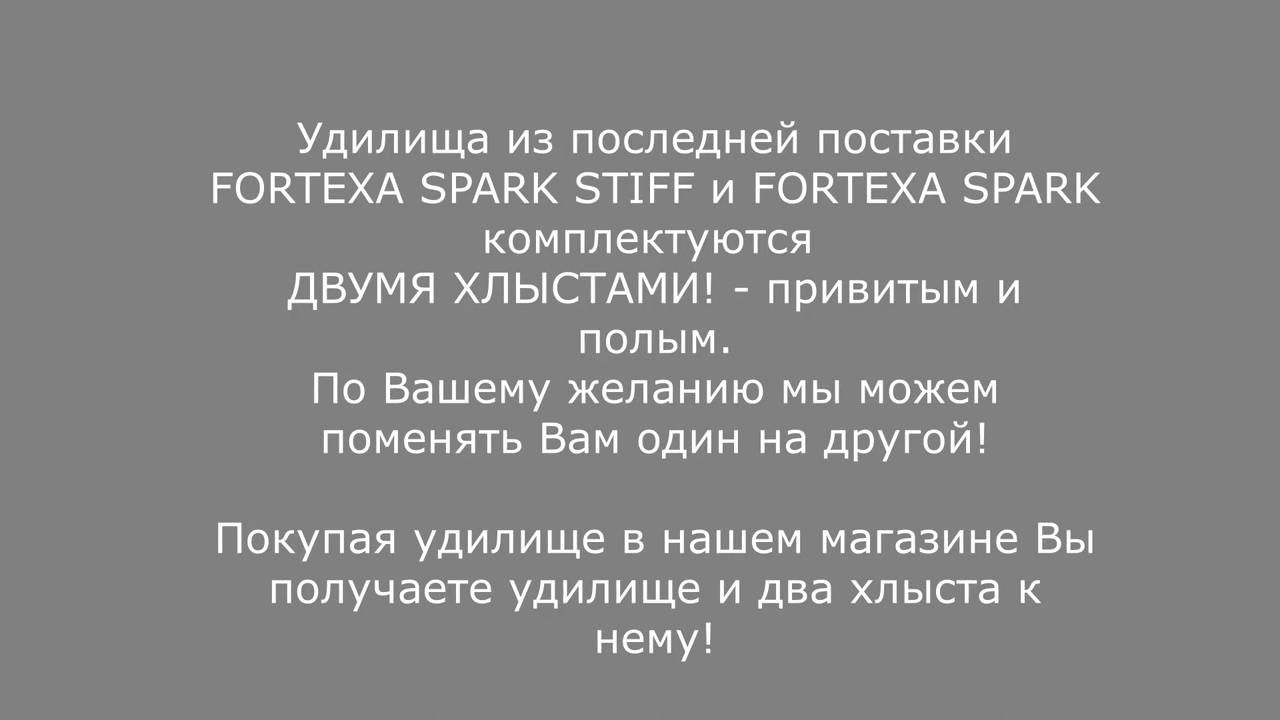 Удилища из последней поставки
FORTEXA SPARK STIFF и FORTEXA SPARK
комплектуются
ДВУМЯ ХЛЫСТАМИ! - привитым и
полым.
По Вашему желанию мы можем
поменять Вам один на другой!
Покупая удилище в нашем магазине Вы
получаете удилище и два хлыста к
нему!